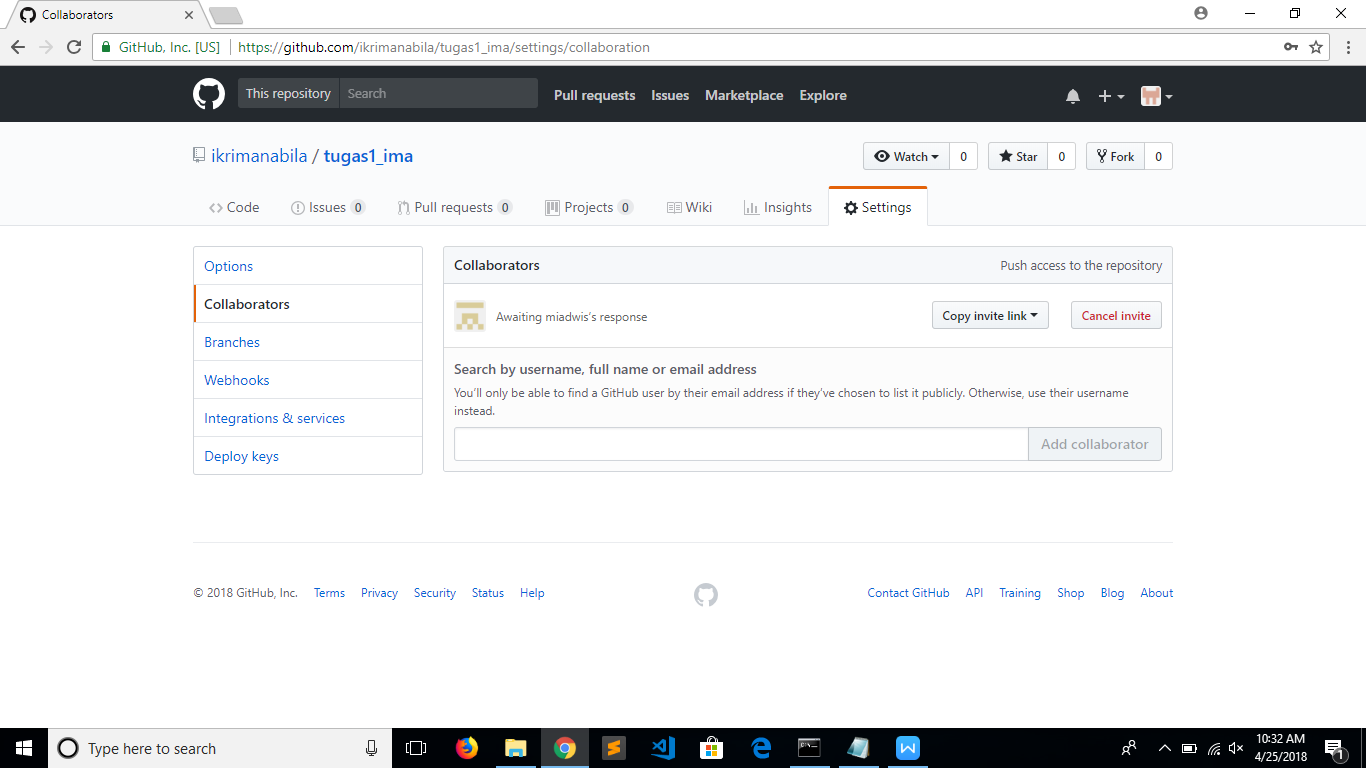 Collaborators
GitHub, Inc. [US] https://github.com/ikrimanabila/tugas1_ima/settings/collaboration
This repository Search Pull requests Issues Marketplace Explore
ikrimanabila / tugas1_ima Watch 0 Star 0 Fork 0
Code Issues 0 Pull requests 0 Projects 0 Wiki Insights Settings
Options
Collaborators
Branches
Webhooks
Integrations & services
Deploy keys
Collaborators Push access to the repository
Awaiting miadwis's response Copy invite link Cancel invite
Search by username, full name or email address
You'll only be able to find a GitHub user by their email address if they've chosen to list it publicly. Otherwise, use their username
instead.
Add collaborator
© 2018 GitHub, Inc. Terms Privacy Security Status Help Contact GitHub API Training Shop Blog About
Type here to search
10:32 AM
4/25/2018
1